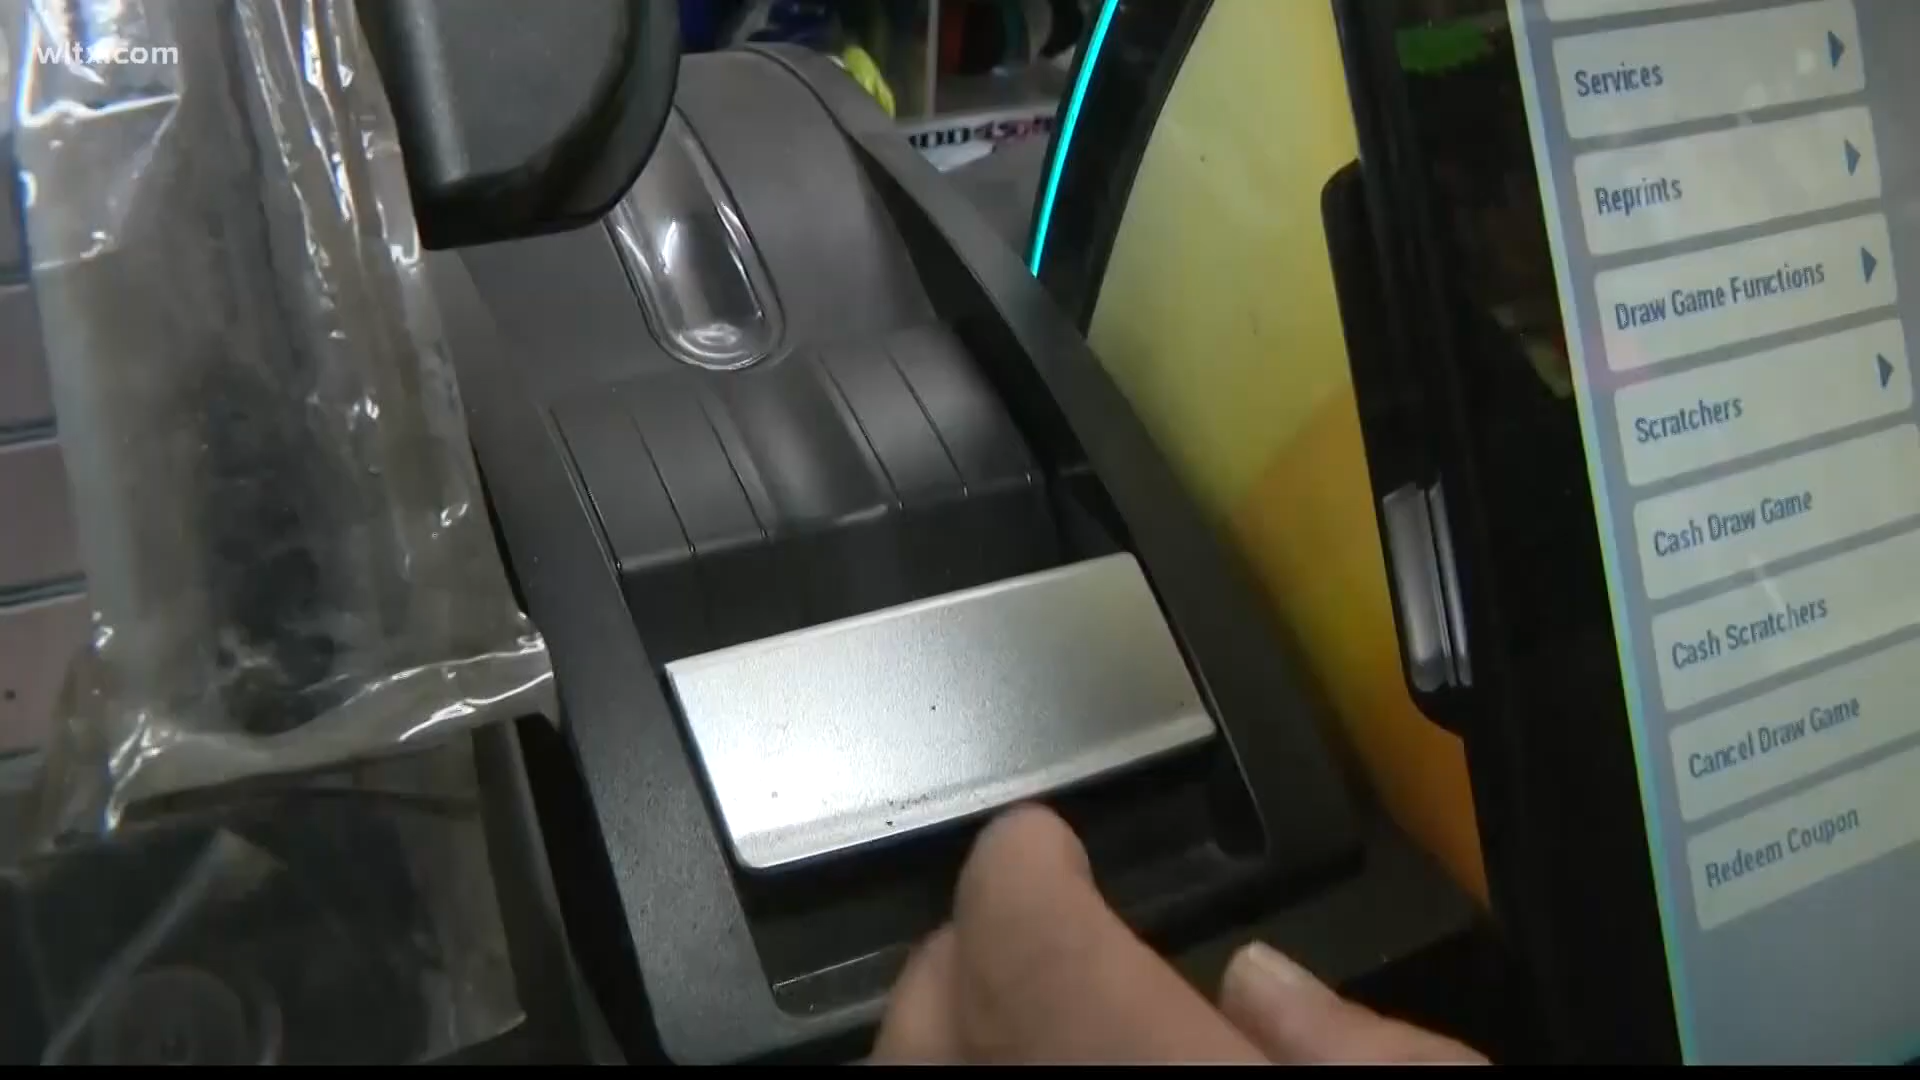 wltx.com
Services
Reprints
Draw Game Functions
Scratchers
Cash Draw Game
Cash Scratchers
Cancel Draw Game
Redeem Coupon